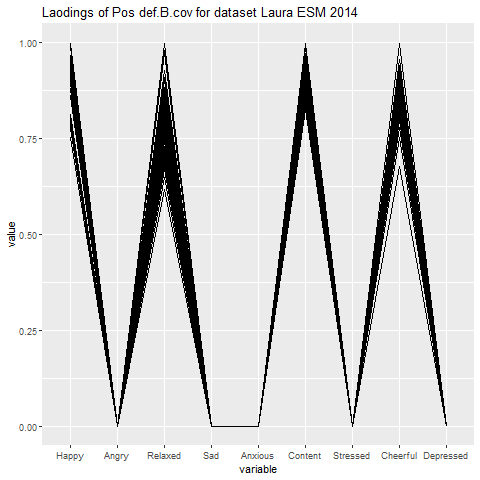 Laodings of Pos def.B.cov for dataset Laura ESM 2014
value
1.00
0.75
0.50
0.25
0.00
Happy Angry Relaxed Sad Anxious Content Stressed Cheerful Depressed
variable